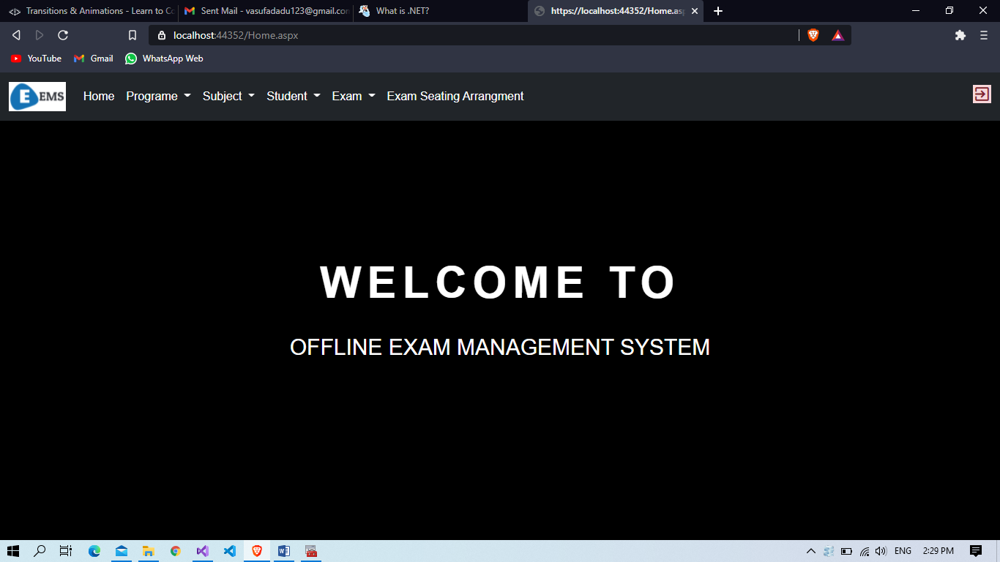 Transitions & Animations - Learn to Co
Sent Mail - vasufadadu123@gmail.con
What is .NET?
https://localhost:44352/Home.asp
localhost:44352/Home.aspx
YouTube
Gmail
WhatsApp Web
E EMS
Home
Programe
Subject
Student
Exam
Exam Seating Arrangment
WELCOME TO
OFFLINE EXAM MANAGEMENT SYSTEM
ENG
2:29 PM